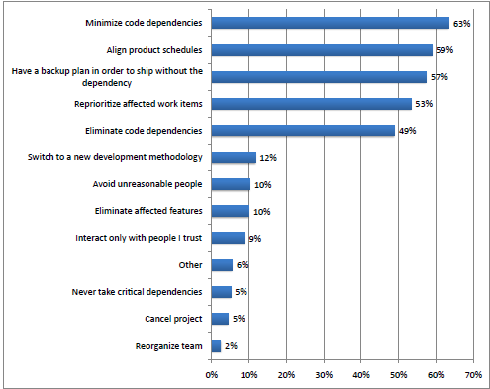 Minimize code dependencies
63%
Align product schedules
59%
Have a backup plan in order to ship without the
dependency
57%
Reprioritize affected work items
53%
Eliminate code dependencies
49%
Switch to a new development methodology
12%
Avoid unreasonable people
10%
Eliminate affected features
10%
Interact only with people I trust
9%
Other
6%
Never take critical dependencies
5%
Cancel project
5%
Reorganize team
2%
0% 10% 20% 30% 40% 50% 60% 70%